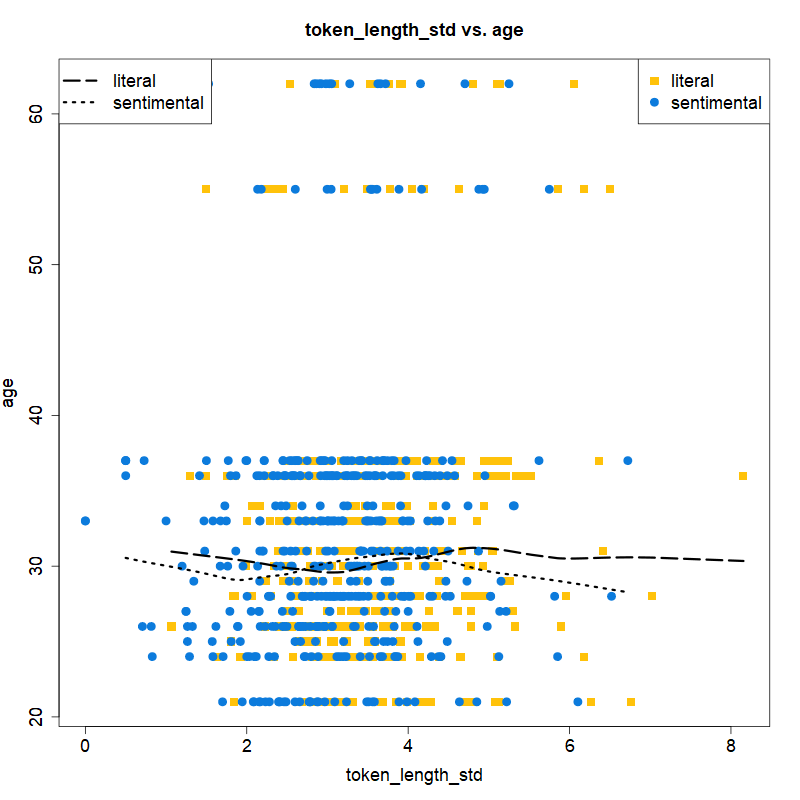 token_length_std vs. age
literal
sentimental
literal
sentimental
60
50
40
30
20
age
0 2 4 6 8
token_length_std